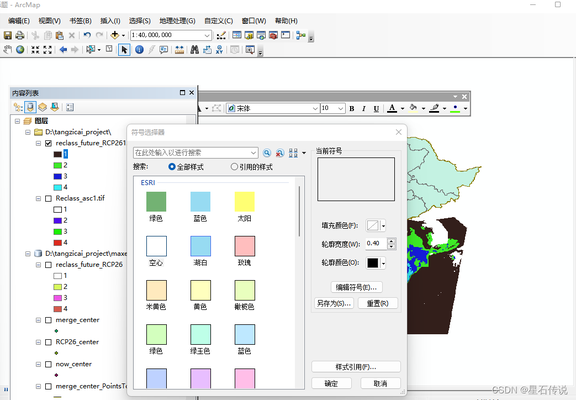 题 - ArcMap
编辑(E) 视图(V) 书签(B) 插入(I) 选择(S) 地理处理(G) 自定义(C) 窗口(W) 帮助(H)
1:40,000,000
内容列表
宋体 10 B I U A
图层
D:\tangzicai_project\
reclass_future_RCP261
1
2
3
4
Reclass_asc1.tif
1
2
3
4
D:\tangzicai_project\maxe
reclass_future_RCP26
1
2
3
4
merge_center
RCP26_center
now_center
merge_center_PointsTo
符号选择器
在此处输入以进行搜索
搜索: 全部样式 引用的样式
ESRI
绿色 蓝色 太阳
空心 湖泊 玫瑰
米黄色 黄色 橄榄色
绿色 绿玉色 蓝色
当前符号
填充颜色(F):
轮廓宽度(W): 0.40
轮廓颜色(O):
编辑符号(E)...
另存为(S)... 重置(R)
样式引用(F)...
确定 取消
CSDN @星石传说